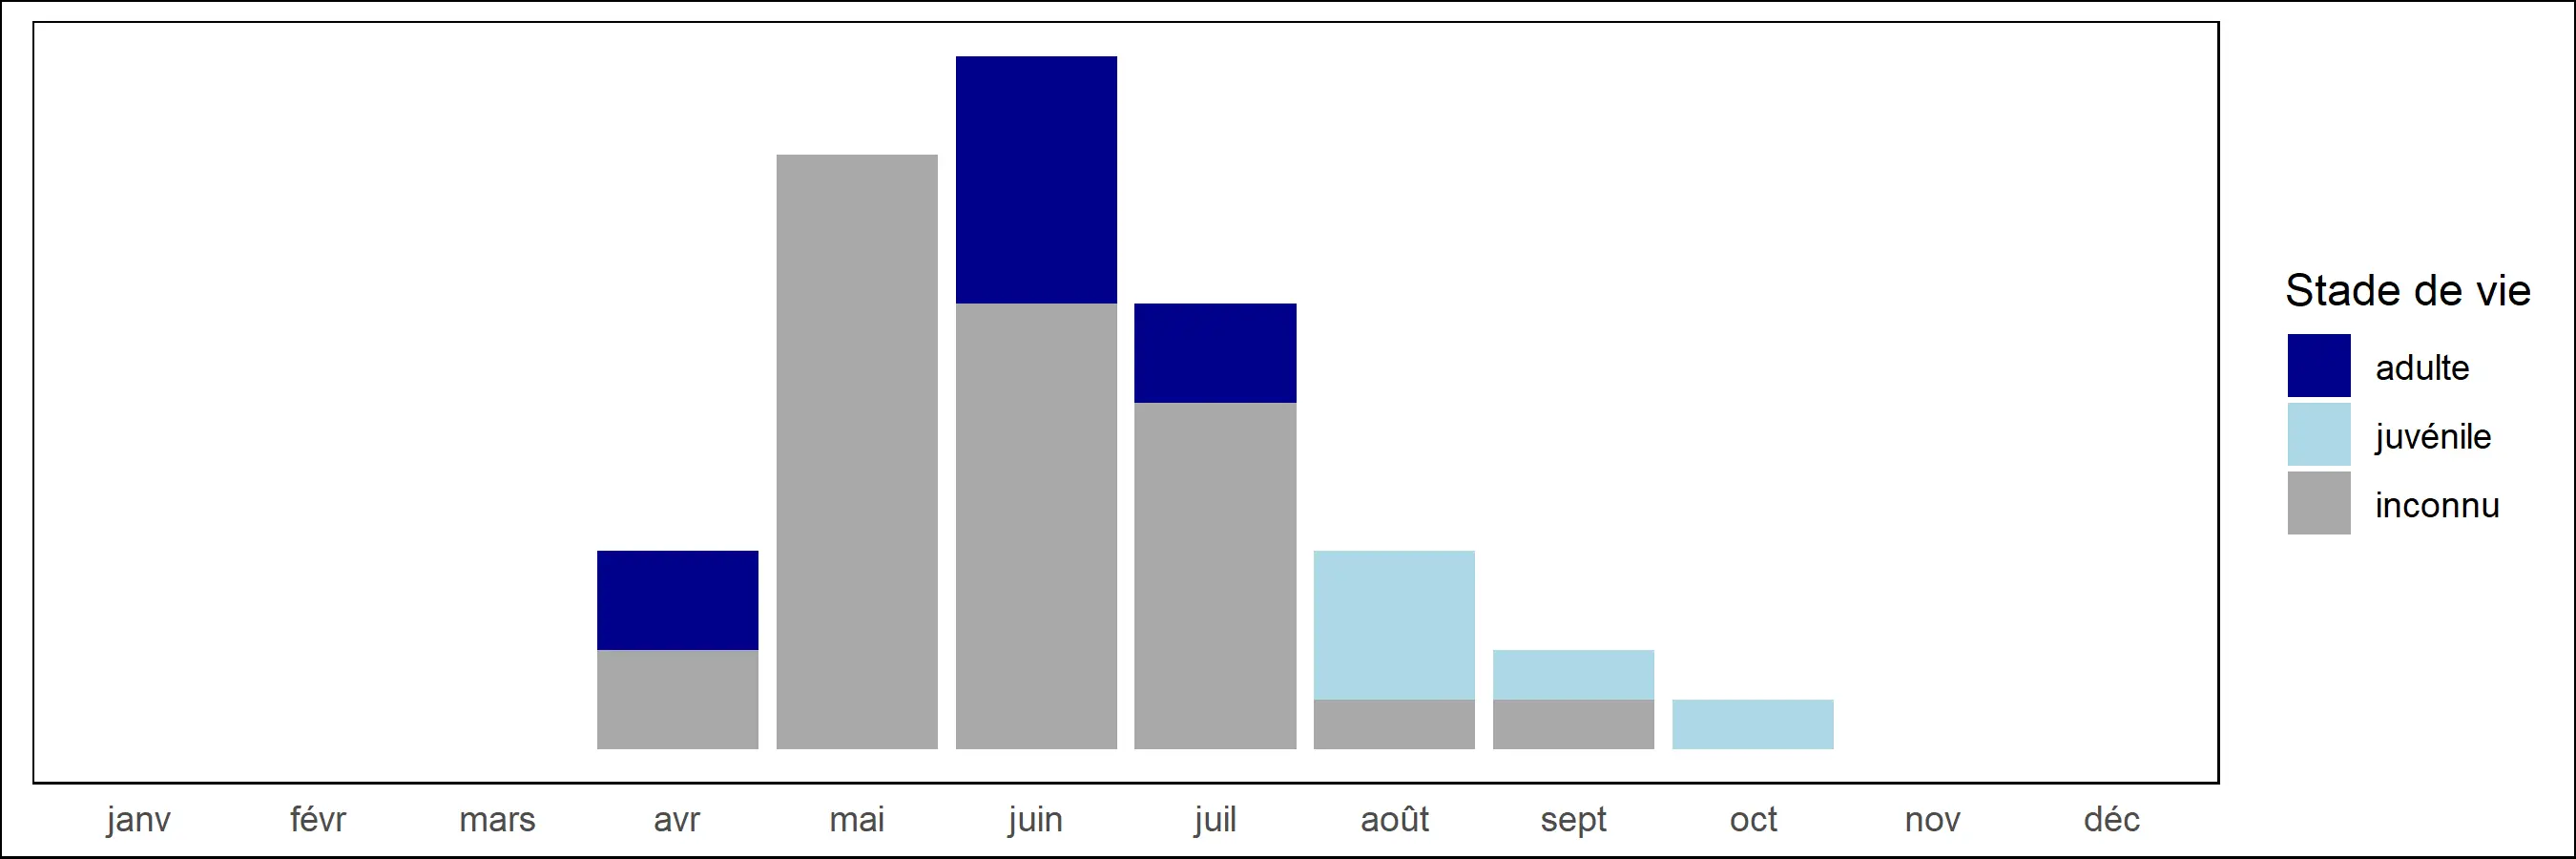 Stade de vie
adulte
juvénile
inconnu
janv févr mars avr mai juin juil août sept oct nov déc